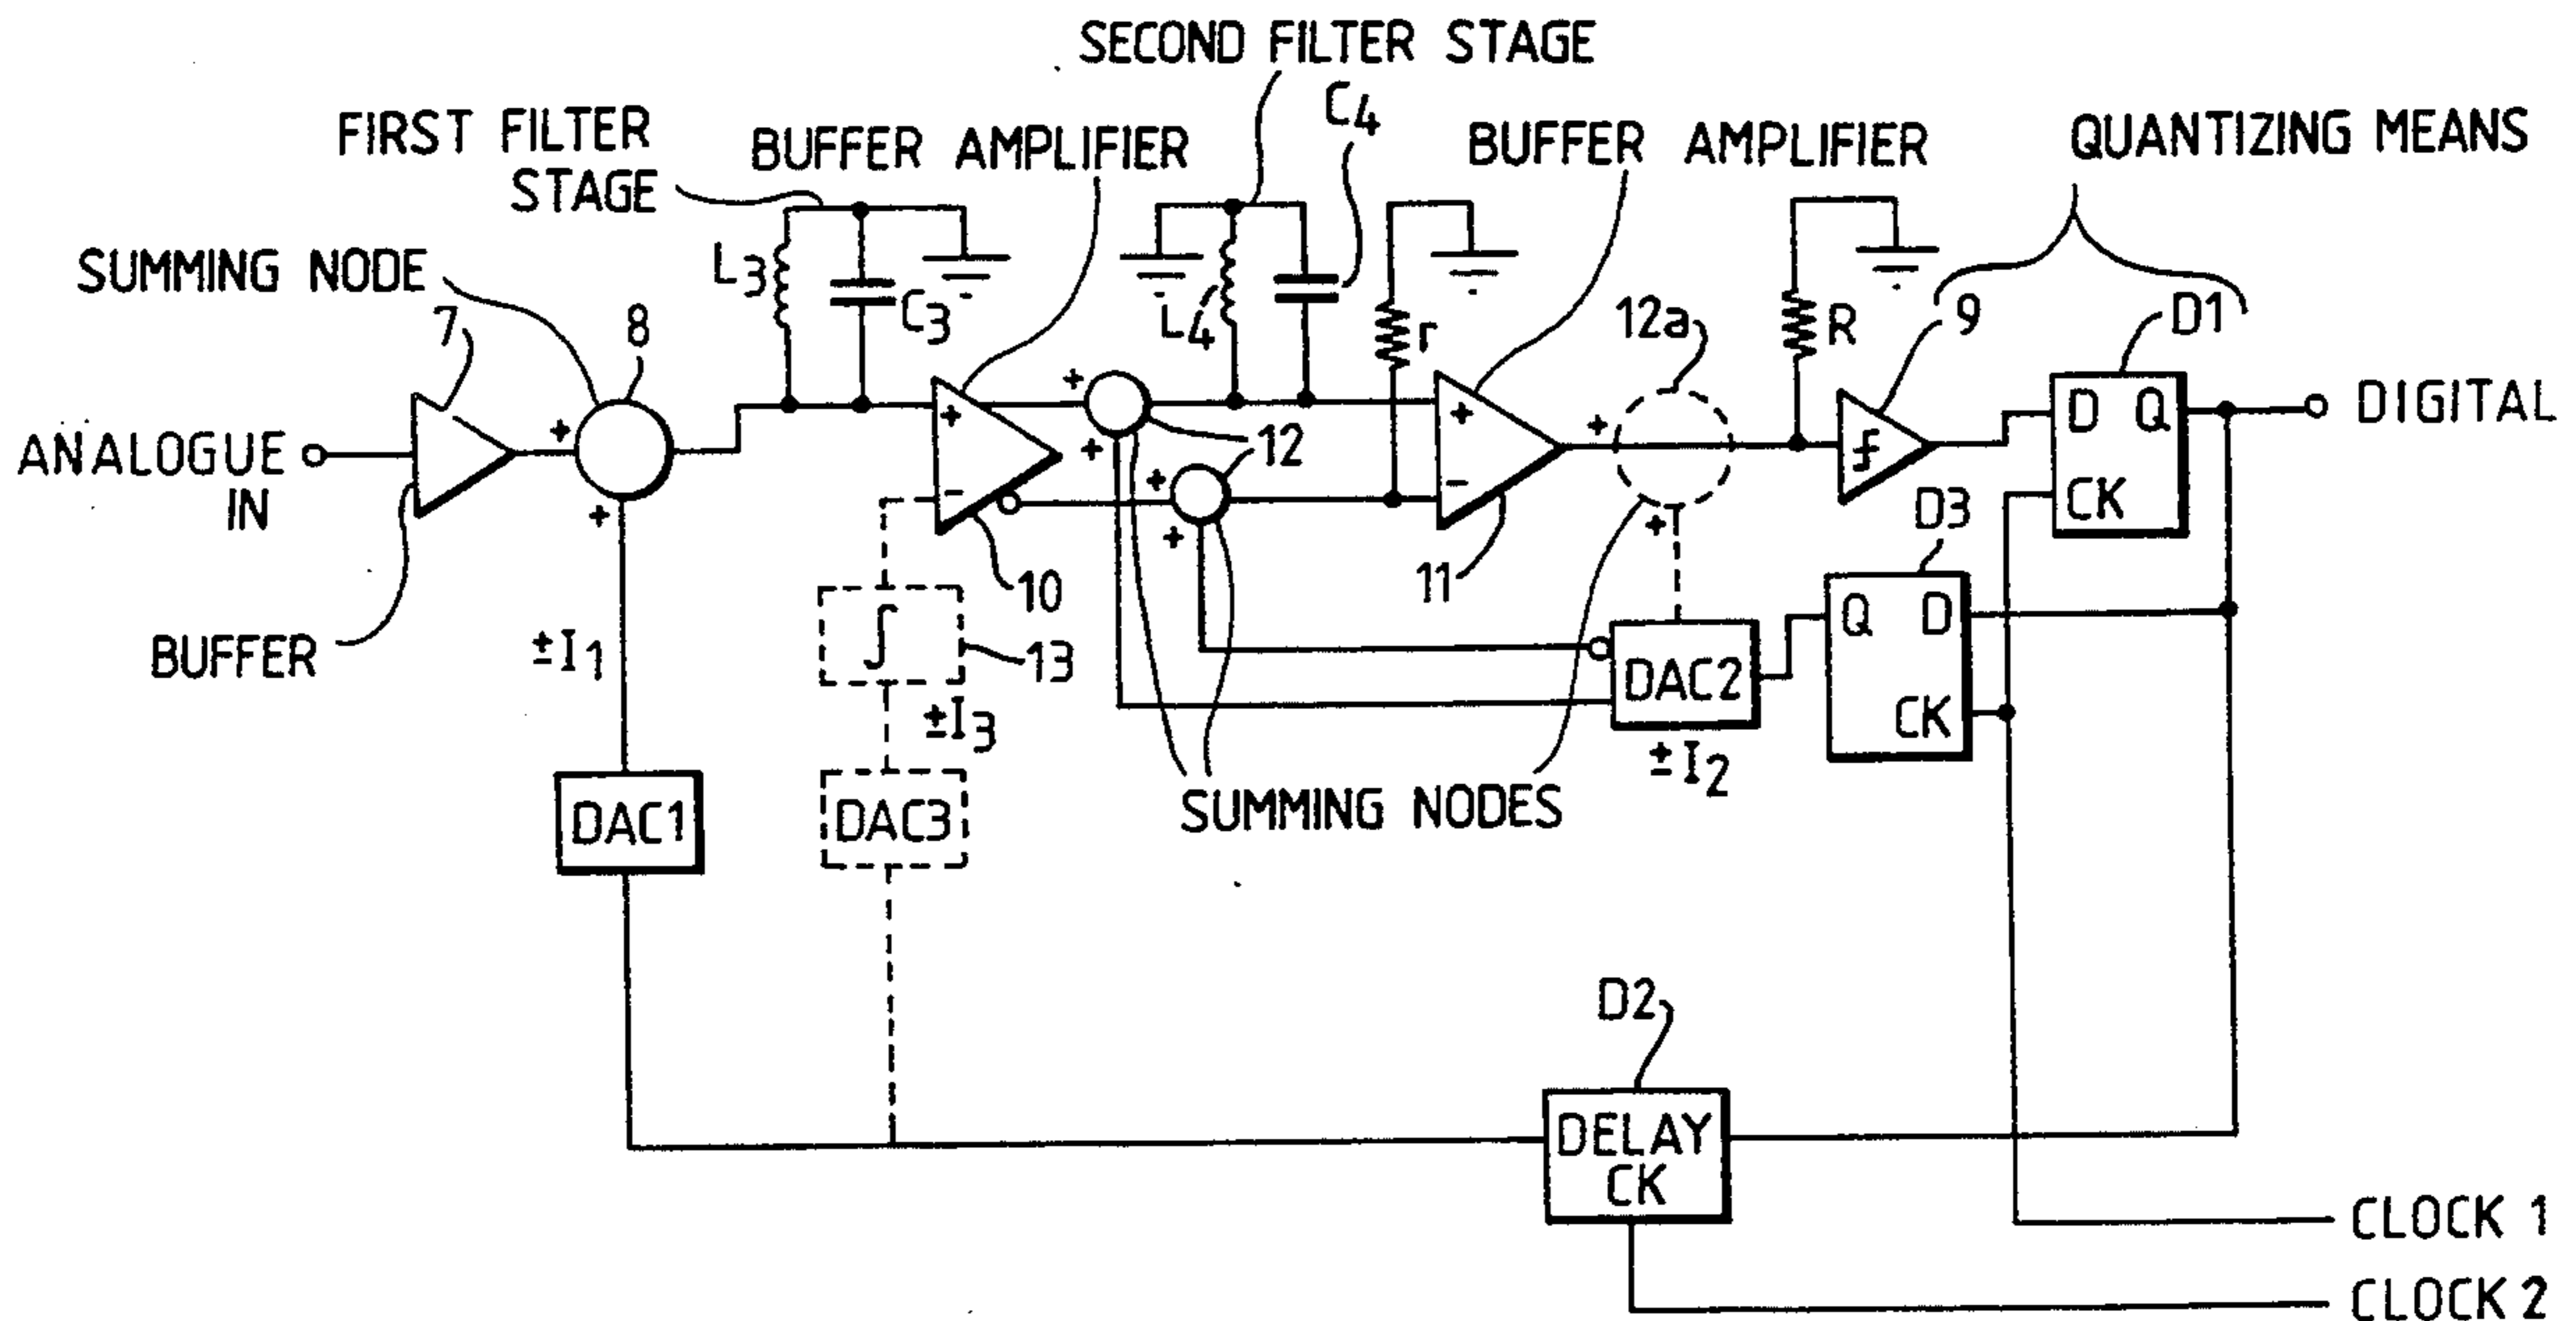 SECOND FILTER STAGE
C4
FIRST FILTER
STAGE
BUFFER AMPLIFIER
BUFFER AMPLIFIER
QUANTIZING MEANS
SUMMING NODE
7
8
L3
C3
L4
r
12a
R
9
D1
+
+
ANALOGUE
IN
BUFFER
+
-
10
+
+
+
+
12
+
-
11
+
+
D Q
CK
DIGITAL
D3
Q D
CK
±I1
∫
13
±I3
DAC2
±I2
SUMMING NODES
DAC1
DAC3
D2
DELAY
CK
CLOCK 1
CLOCK 2